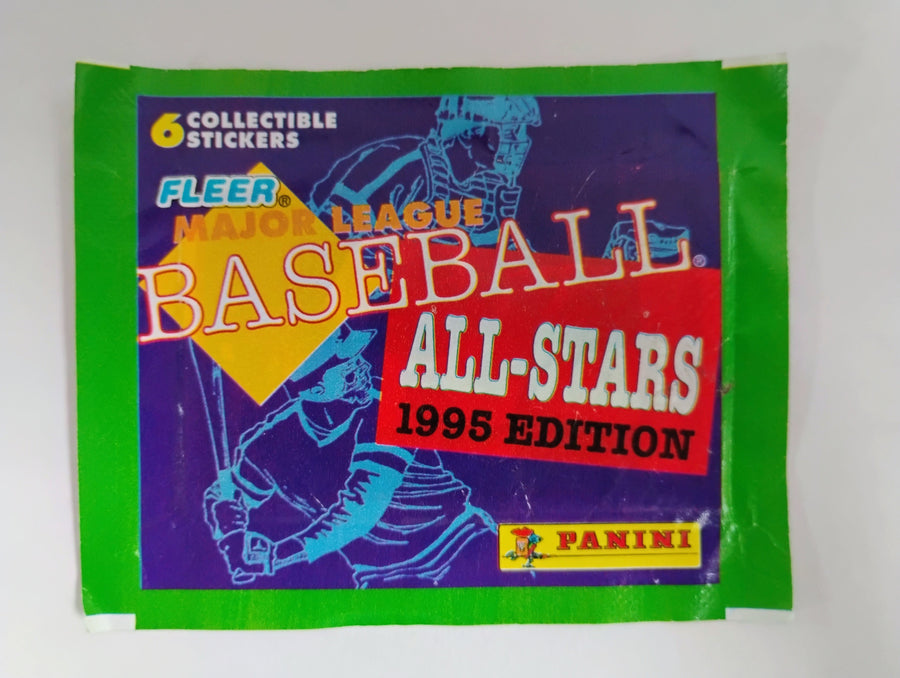 6 COLLECTIBLE
STICKERS
FLEER®
MAJOR LEAGUE
BASEBALL®
ALL-STARS
1995 EDITION
PANINI